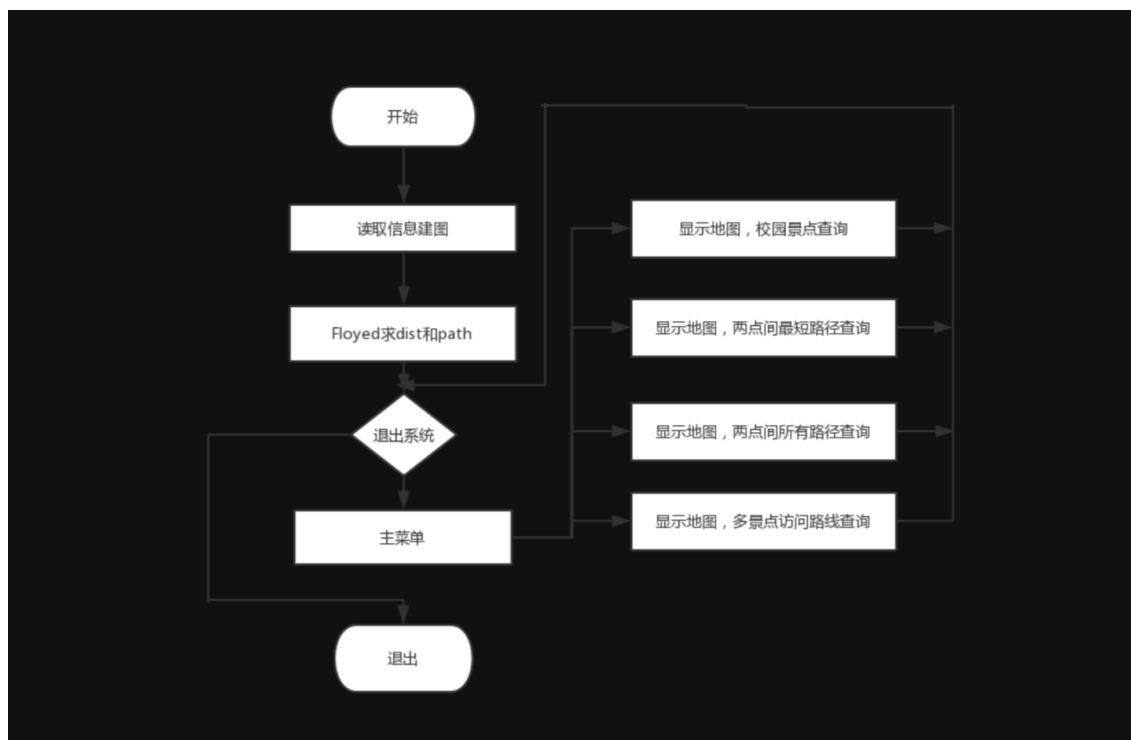 开始
读取信息建图
Floyed求dist和path
退出系统
主菜单
退出
显示地图，校园景点查询
显示地图，两点间最短路径查询
显示地图，两点间所有路径查询
显示地图，多景点访问路线查询